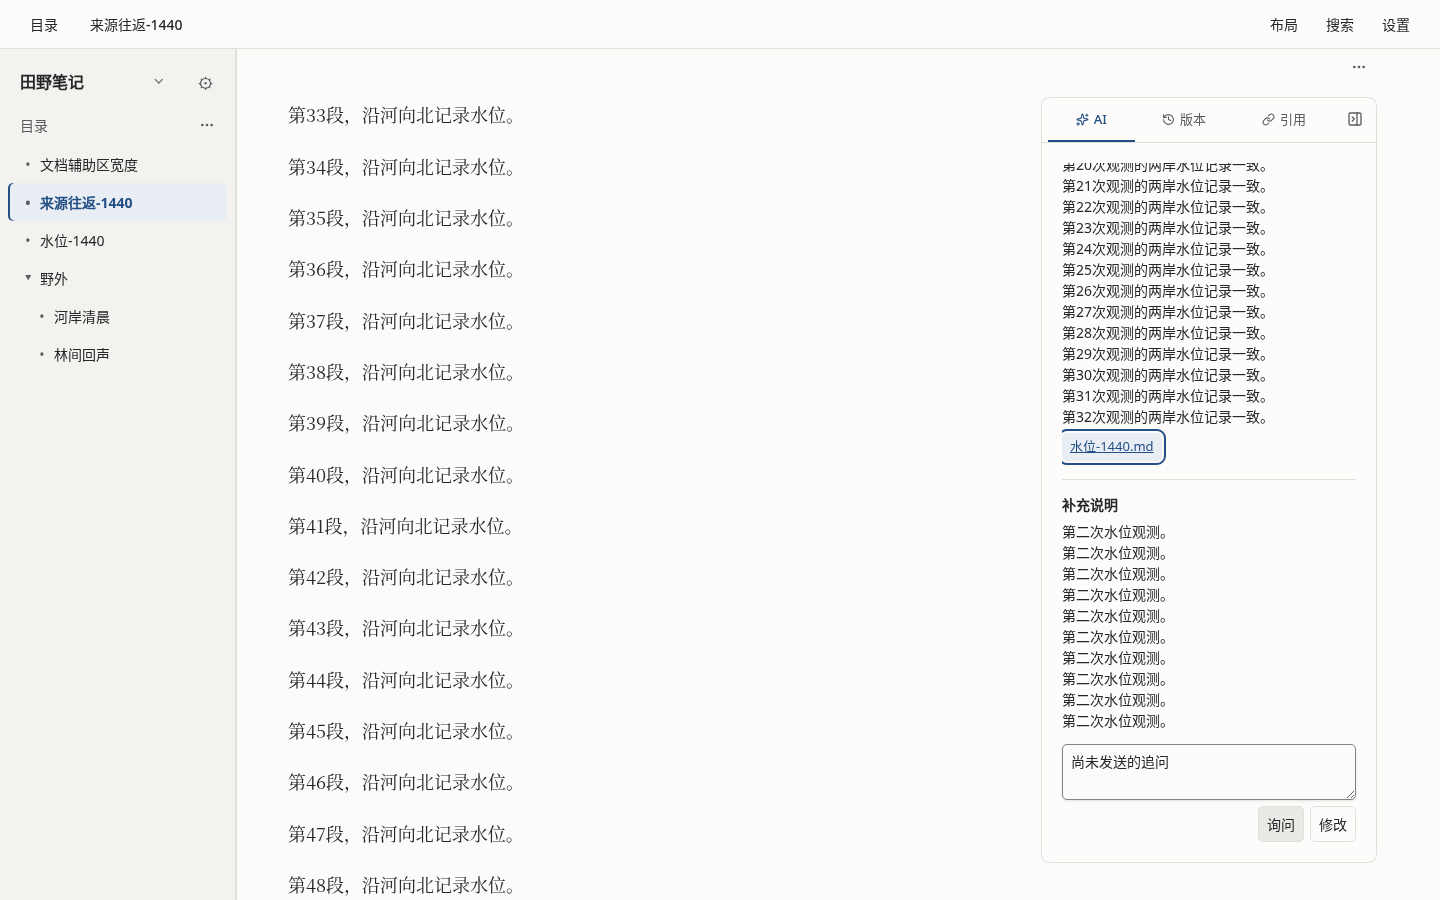 目录
来源往返-1440
布局
搜索
设置
田野笔记
目录
文档辅助区宽度
来源往返-1440
水位-1440
野外
河岸清晨
林间回声
第33段，沿河向北记录水位。
第34段，沿河向北记录水位。
第35段，沿河向北记录水位。
第36段，沿河向北记录水位。
第37段，沿河向北记录水位。
第38段，沿河向北记录水位。
第39段，沿河向北记录水位。
第40段，沿河向北记录水位。
第41段，沿河向北记录水位。
第42段，沿河向北记录水位。
第43段，沿河向北记录水位。
第44段，沿河向北记录水位。
第45段，沿河向北记录水位。
第46段，沿河向北记录水位。
第47段，沿河向北记录水位。
第48段，沿河向北记录水位。
AI
版本
引用
第20次观测的两岸水位记录一致。
第21次观测的两岸水位记录一致。
第22次观测的两岸水位记录一致。
第23次观测的两岸水位记录一致。
第24次观测的两岸水位记录一致。
第25次观测的两岸水位记录一致。
第26次观测的两岸水位记录一致。
第27次观测的两岸水位记录一致。
第28次观测的两岸水位记录一致。
第29次观测的两岸水位记录一致。
第30次观测的两岸水位记录一致。
第31次观测的两岸水位记录一致。
第32次观测的两岸水位记录一致。
水位-1440.md
补充说明
第二次水位观测。
第二次水位观测。
第二次水位观测。
第二次水位观测。
第二次水位观测。
第二次水位观测。
第二次水位观测。
第二次水位观测。
第二次水位观测。
第二次水位观测。
尚未发送的追问
询问
修改